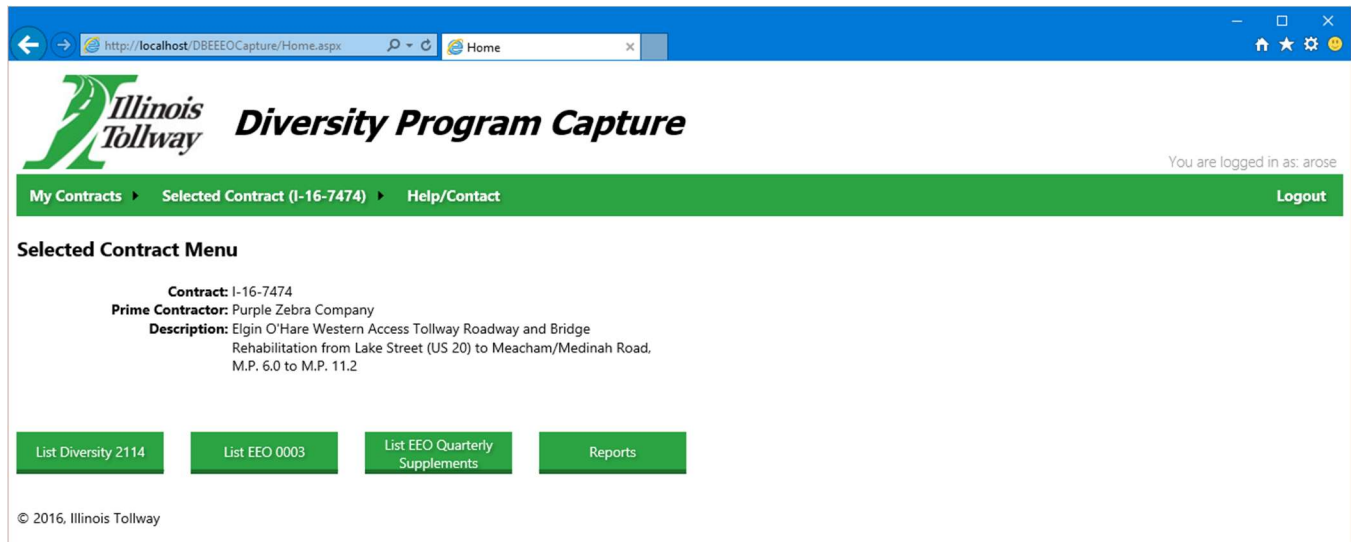 http://localhost/DBEEEOCapture/Home.aspx
Home
Illinois
Tollway
Diversity Program Capture
You are logged in as: arose
My Contracts Selected Contract (I-16-7474) Help/Contact Logout
Selected Contract Menu
Contract: I-16-7474
Prime Contractor: Purple Zebra Company
Description: Elgin O'Hare Western Access Tollway Roadway and Bridge
Rehabilitation from Lake Street (US 20) to Meacham/Medinah Road,
M.P. 6.0 to M.P. 11.2
List Diversity 2114
List EEO 0003
List EEO Quarterly
Supplements
Reports
© 2016, Illinois Tollway